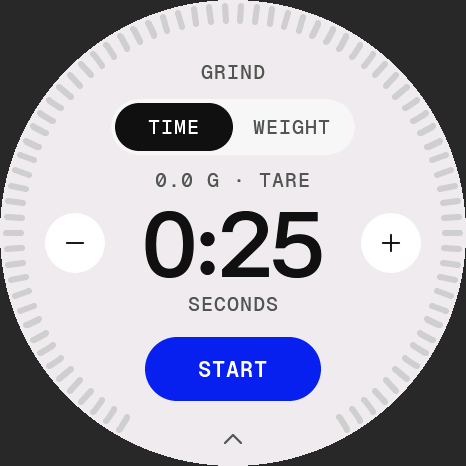 GRIND
TIME WEIGHT
0.0 G · TARE
− 0:25 +
SECONDS
START